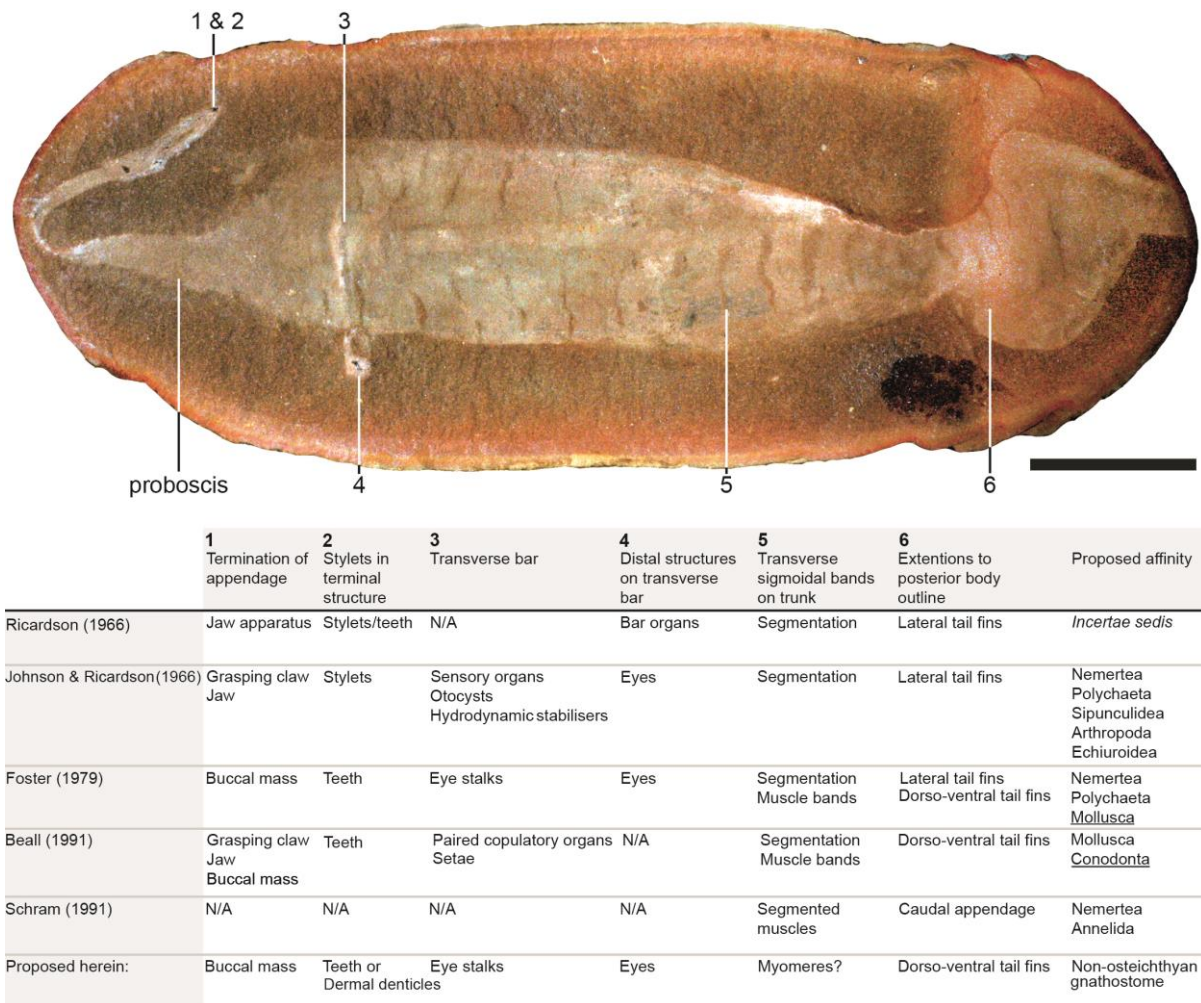 1 & 2
3
proboscis
4
5
6
1 2 3 4 5 6
Termination of appendage Stylets in terminal structure Transverse bar Distal structures on transverse bar Transverse sigmoidal bands on trunk Extentions to posterior body outline Proposed affinity
Ricardson (1966) Jaw apparatus Stylets/teeth N/A Bar organs Segmentation Lateral tail fins Incertae sedis
Johnson & Ricardson(1966) Grasping claw Stylets Sensory organs Eyes Segmentation Lateral tail fins Nemertea
Jaw Otocysts Polychaeta
Hydrodynamic stabilisers Sipunculidea
Arthropoda
Echiuroidea
Foster (1979) Buccal mass Teeth Eye stalks Eyes Segmentation Lateral tail fins Nemertea
Muscle bands Dorso-ventral tail fins Polychaeta
Mollusca
Beall (1991) Grasping claw Teeth Paired copulatory organs N/A Segmentation Dorso-ventral tail fins Mollusca
Jaw Setae Muscle bands Conodonta
Buccal mass
Schram (1991) N/A N/A N/A N/A Segmented Caudal appendage Nemertea
muscles Annelida
Proposed herein: Buccal mass Teeth or Eye stalks Eyes Myomeres? Dorso-ventral tail fins Non-osteichthyan
Dermal denticles gnathostome